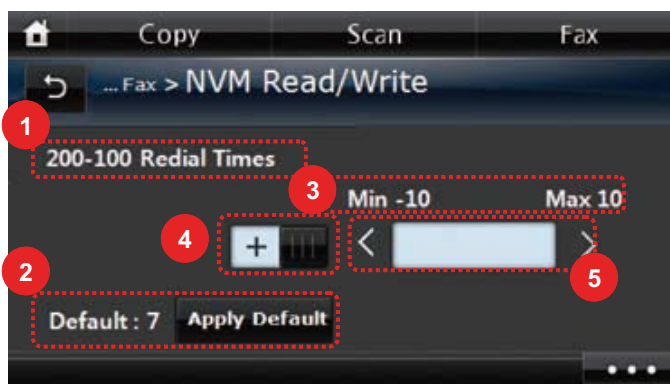 Copy Scan Fax
... Fax > NVM Read/Write
1
200-100 Redial Times
3
Min -10 Max 10
4 + < >
5
2
Default : 7 Apply Default
...